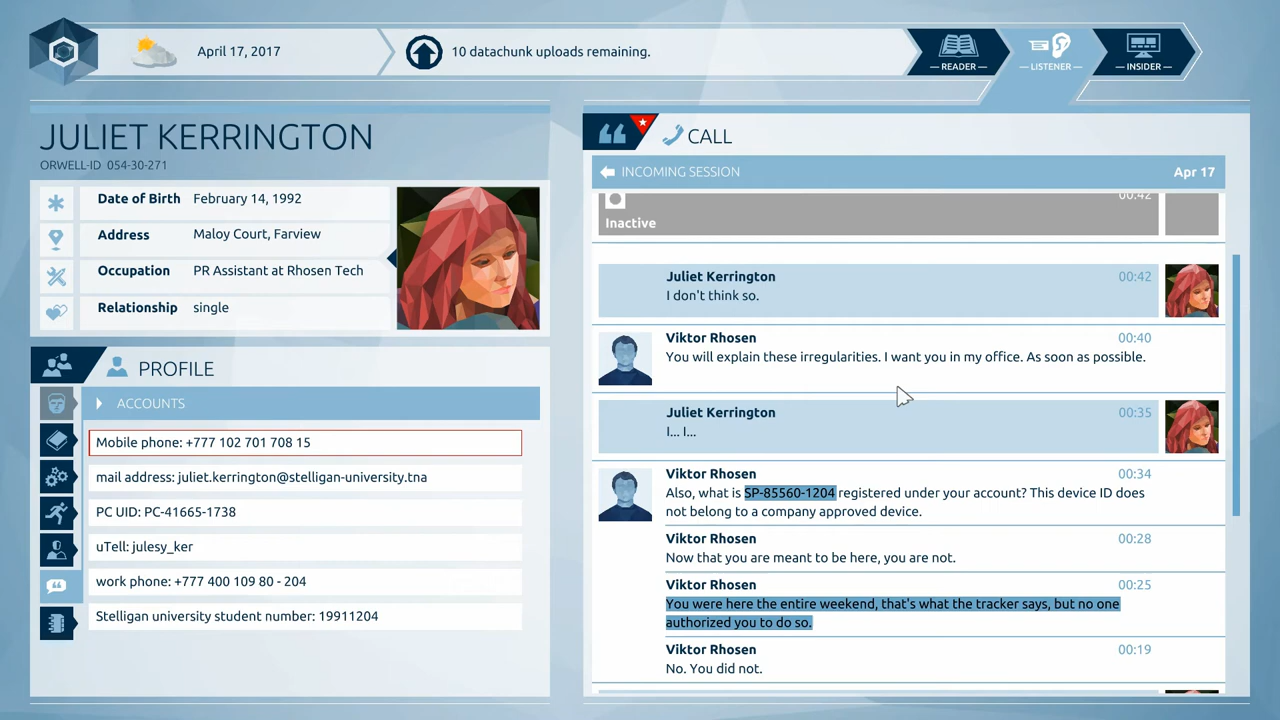 April 17, 2017
10 datachunk uploads remaining.
— READER —
— LISTENER —
— INSIDER —
JULIET KERRINGTON
ORWELL-ID 054-30-271
Date of Birth February 14, 1992
Address Maloy Court, Farview
Occupation PR Assistant at Rhosen Tech
Relationship single
PROFILE
ACCOUNTS
Mobile phone: +777 102 701 708 15
mail address: juliet.kerrington@stelligan-university.tna
PC UID: PC-41665-1738
uTell: julesy_ker
work phone: +777 400 109 80 - 204
Stelligan university student number: 19911204
CALL
INCOMING SESSION Apr 17
00:42
Inactive
Juliet Kerrington 00:42
I don't think so.
Viktor Rhosen 00:40
You will explain these irregularities. I want you in my office. As soon as possible.
Juliet Kerrington 00:35
I... I...
Viktor Rhosen 00:34
Also, what is SP-85560-1204 registered under your account? This device ID does
not belong to a company approved device.
Viktor Rhosen 00:28
Now that you are meant to be here, you are not.
Viktor Rhosen 00:25
You were here the entire weekend, that's what the tracker says, but no one
authorized you to do so.
Viktor Rhosen 00:19
No. You did not.